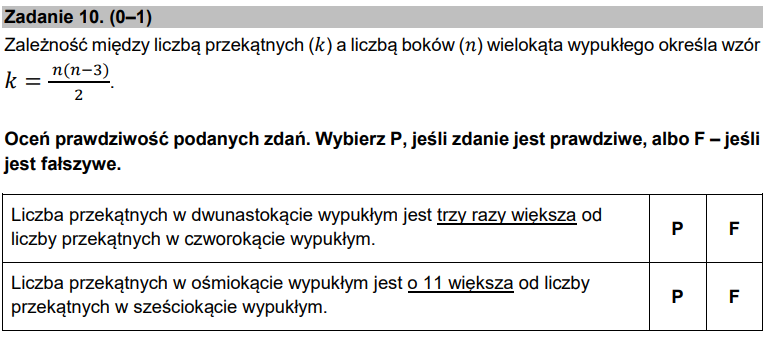 Zadanie 10. (0–1)
Zależność między liczbą przekątnych (k) a liczbą boków (n) wielokąta wypukłego określa wzór
k = n(n−3)/2.
Oceń prawdziwość podanych zdań. Wybierz P, jeśli zdanie jest prawdziwe, albo F – jeśli
jest fałszywe.
Liczba przekątnych w dwunastokącie wypukłym jest trzy razy większa od
liczby przekątnych w czworokącie wypukłym.
P F
Liczba przekątnych w ośmiokącie wypukłym jest o 11 większa od liczby
przekątnych w sześciokącie wypukłym.
P F